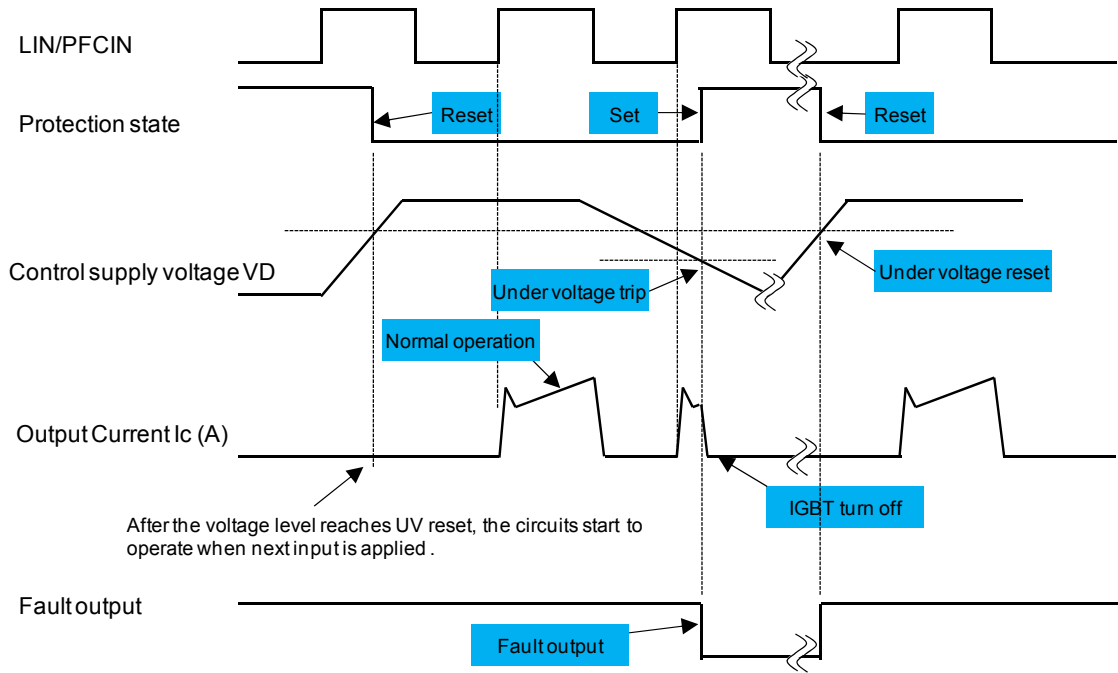 LIN/PFCIN
Protection state
Reset
Set
Reset
Control supply voltage VD
Under voltage trip
Under voltage reset
Normal operation
Output Current Ic (A)
IGBT turn off
After the voltage level reaches UV reset, the circuits start to
operate when next input is applied .
Fault output
Fault output